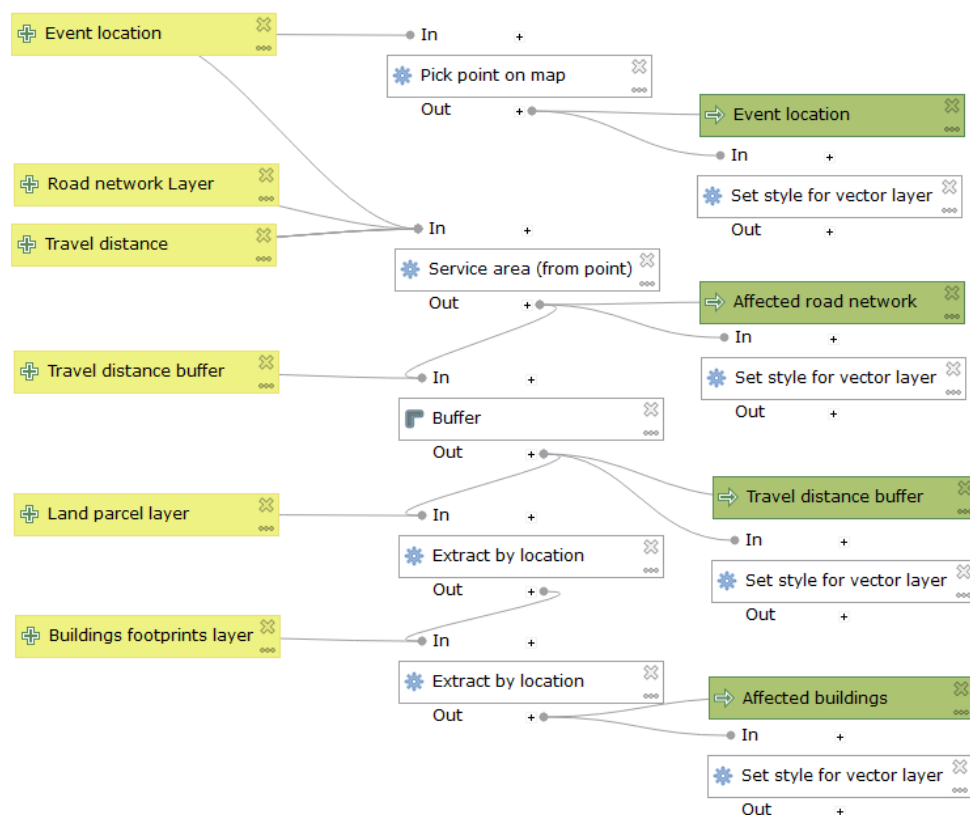 Event location
In
Pick point on map
Out
Event location
In
Road network Layer
Set style for vector layer
In
Out
Travel distance
Service area (from point)
Out
Affected road network
In
Travel distance buffer
In
Set style for vector layer
Out
Buffer
Out
Travel distance buffer
Land parcel layer
In
In
Extract by location
Set style for vector layer
Out
Out
Buildings footprints layer
In
Extract by location
Affected buildings
Out
In
Set style for vector layer
Out